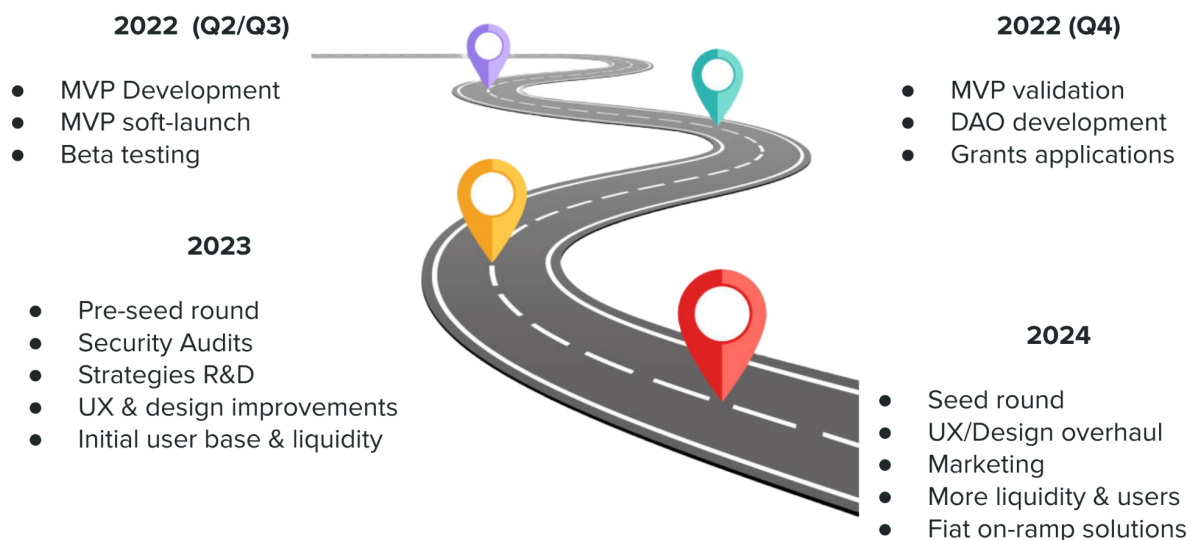 2022  (Q2/Q3)
● MVP Development
● MVP soft-launch
● Beta testing
2022 (Q4)
● MVP validation
● DAO development
● Grants applications
2023
● Pre-seed round
● Security Audits
● Strategies R&D
● UX & design improvements
● Initial user base & liquidity
2024
● Seed round
● UX/Design overhaul
● Marketing
● More liquidity & users
● Fiat on-ramp solutions